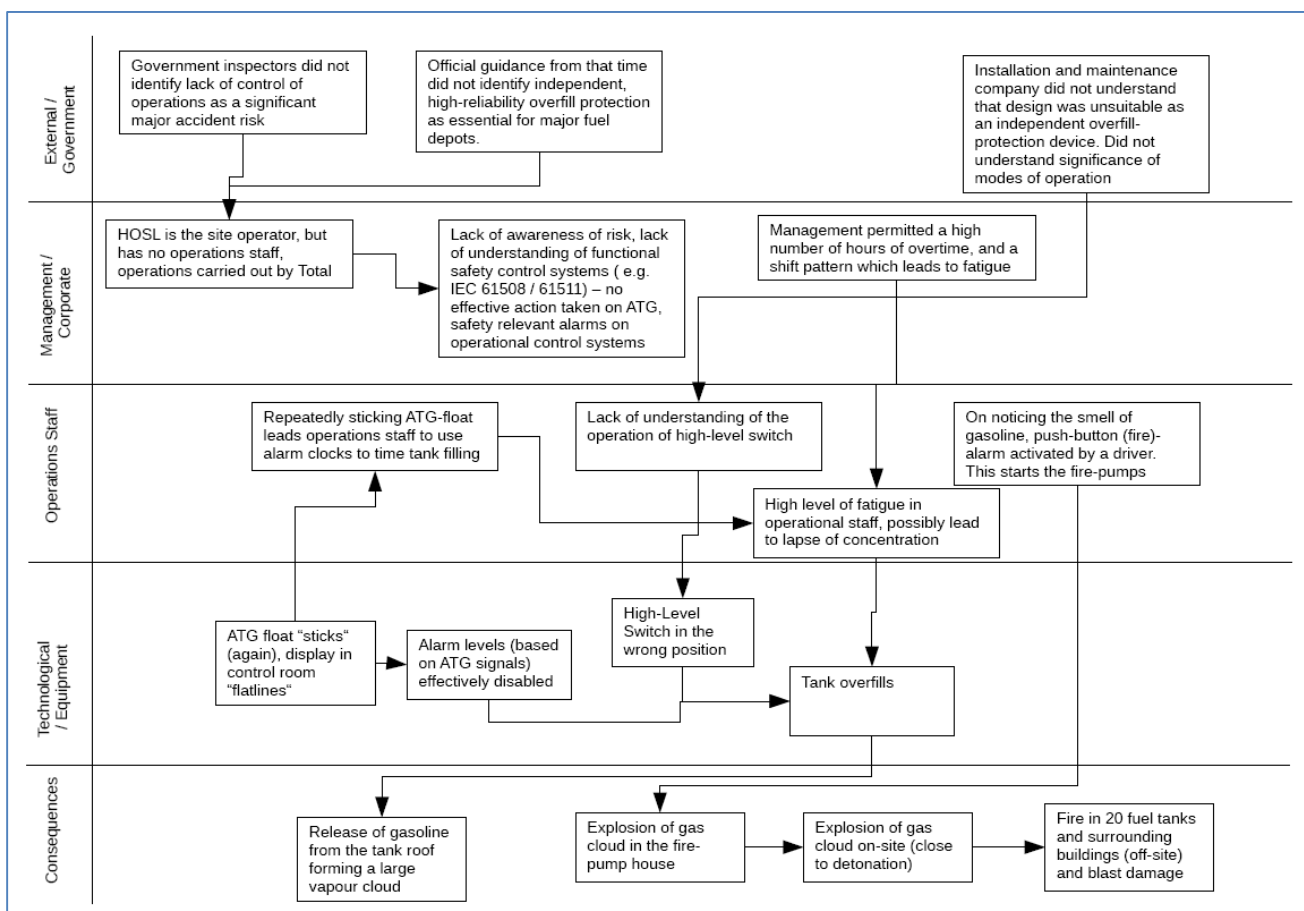 External /
Government
Government inspectors did not
identify lack of control of
operations as a significant
major accident risk
Official guidance from that time
did not identify independent,
high-reliability overfill protection
as essential for major fuel
depots.
Installation and maintenance
company did not understand
that design was unsuitable as
an independent overfill-
protection device. Did not
understand significance of
modes of operation
Management /
Corporate
HOSL is the site operator, but
has no operations staff,
operations carried out by Total
Lack of awareness of risk, lack
of understanding of functional
safety control systems ( e.g.
IEC 61508 / 61511) – no
effective action taken on ATG,
safety relevant alarms on
operational control systems
Management permitted a high
number of hours of overtime, and a
shift pattern which leads to fatigue
Operations Staff
Repeatedly sticking ATG-float
leads operations staff to use
alarm clocks to time tank filling
Lack of understanding of the
operation of high-level switch
On noticing the smell of
gasoline, push-button (fire)-
alarm activated by a driver.
This starts the fire-pumps
High level of fatigue in
operational staff, possibly lead
to lapse of concentration
Technological
/ Equipment
ATG float “sticks“
(again), display in
control room
“flatlines“
Alarm levels (based
on ATG signals)
effectively disabled
High-Level
Switch in the
wrong position
Tank overfills
Consequences
Release of gasoline
from the tank roof
forming a large
vapour cloud
Explosion of gas
cloud in the fire-
pump house
Explosion of gas
cloud on-site (close
to detonation)
Fire in 20 fuel tanks
and surrounding
buildings (off-site)
and blast damage